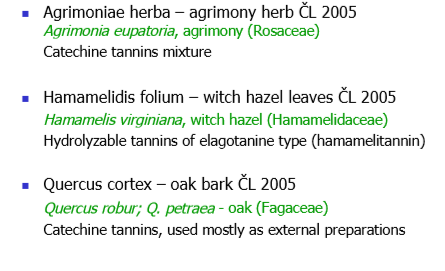 Agrimoniae herba – agrimony herb ČL 2005
Agrimonia eupatoria, agrimony (Rosaceae)
Catechine tannins mixture
Hamamelidis folium – witch hazel leaves ČL 2005
Hamamelis virginiana, witch hazel (Hamamelidaceae)
Hydrolyzable tannins of elagotanine type (hamamelitannin)
Quercus cortex – oak bark ČL 2005
Quercus robur; Q. petraea - oak (Fagaceae)
Catechine tannins, used mostly as external preparations